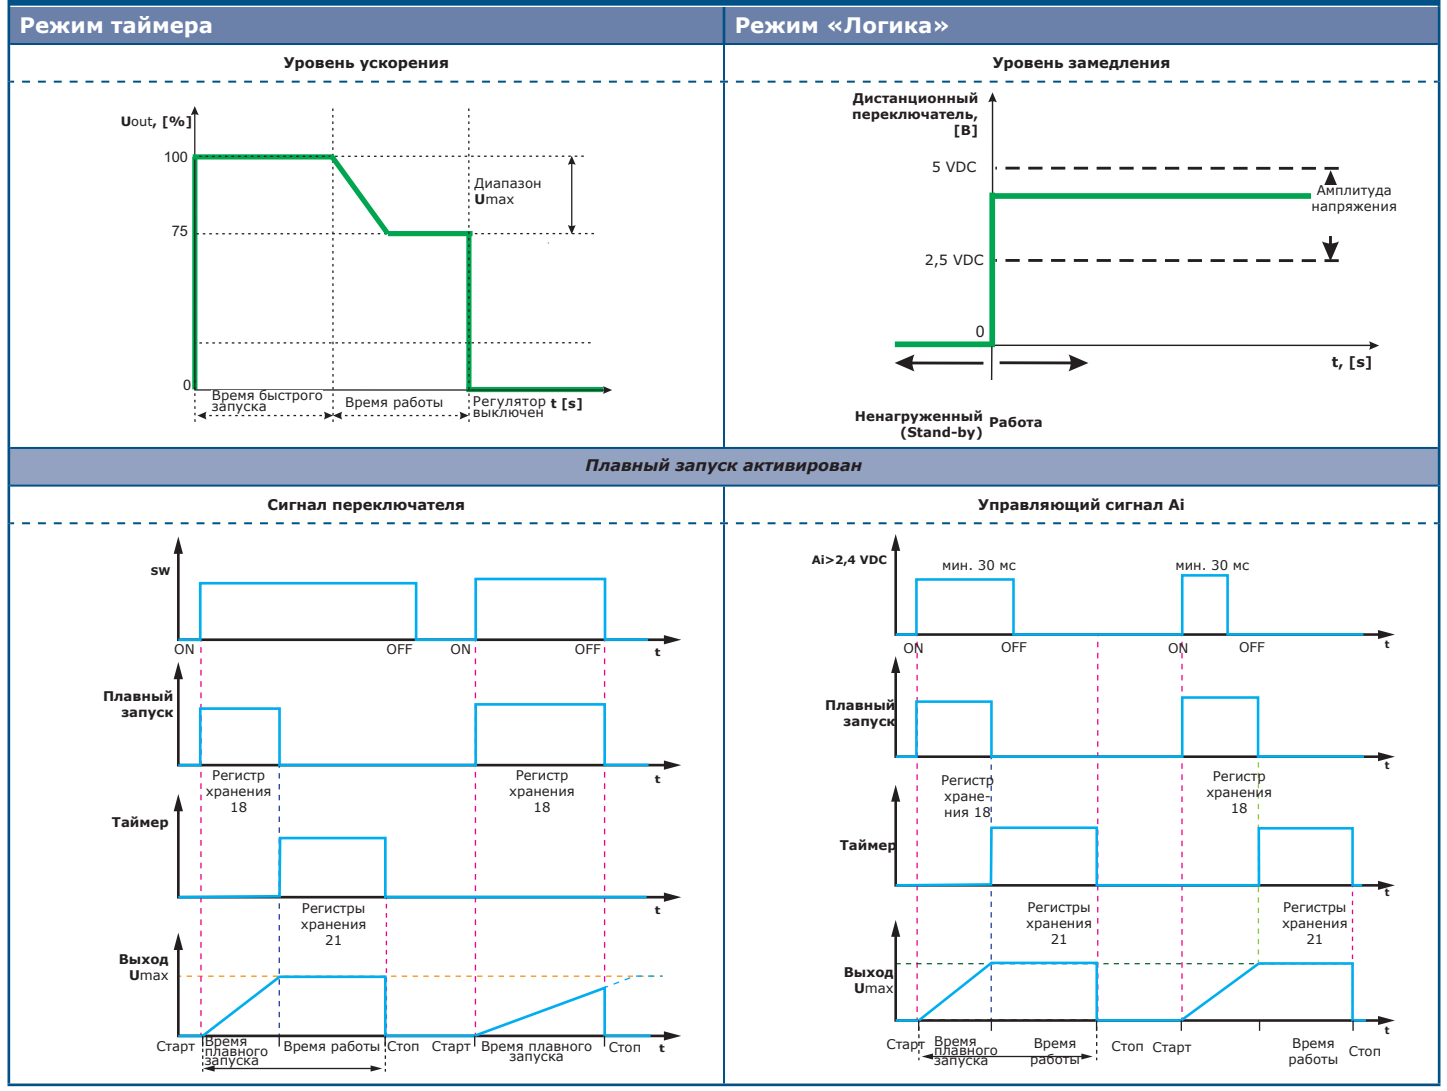 Режим таймера
Режим «Логика»
Уровень ускорения
Уровень замедления
Uout, [%]
100
75
0
Диапазон
Umax
Время быстрого
запуска
Время работы
Регулятор
выключен
t [s]
Дистанционный
переключатель,
[В]
5 VDC
Амплитуда
напряжения
2,5 VDC
0
t, [s]
Ненагруженный
(Stand-by)
Работа
Плавный запуск активирован
Сигнал переключателя
Управляющий сигнал Ai
sw
ON
OFF
ON
OFF
t
Плавный
запуск
t
Регистр
хранения
18
Регистр
хранения
18
Таймер
t
Регистры
хранения
21
Выход
Umax
Старт
Время
плавного
запуска
Время работы
Стоп
Старт
Время плавного
запуска
Стоп
t
Ai>2,4 VDC
мин. 30 мс
мин. 30 мс
ON
OFF
ON
OFF
t
Плавный
запуск
t
Регистр
хране-
ния 18
Регистр
хранения
18
Таймер
t
Регистры
хранения
21
Регистры
хранения
21
Выход
Umax
t
Старт
Время
плавного
запуска
Время
работы
Стоп
Старт
Время
работы
Стоп